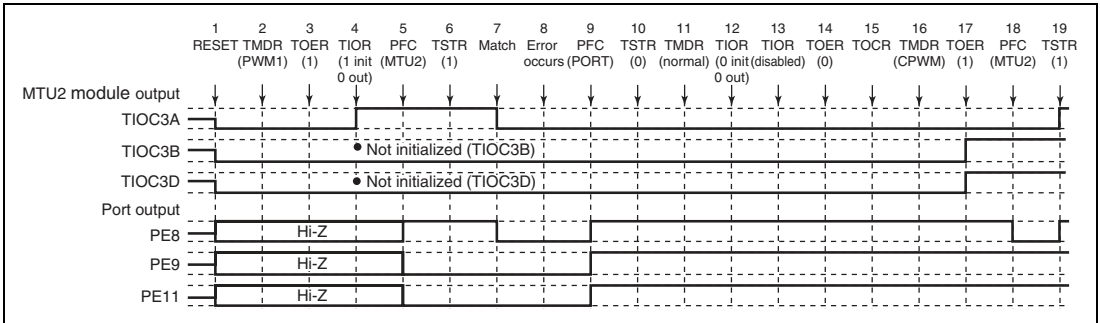 1 2 3 4 5 6 7 8 9 10 11 12 13 14 15 16 17 18 19
RESET TMDR TOER TIOR PFC TSTR Match Error PFC TSTR TMDR TIOR TIOR TOER TOCR TMDR TOER PFC TSTR
(PWM1) (1) (1 init (MTU2) (1) occurs (PORT) (0) (normal) (0 init (disabled) (0) (CPWM) (1) (MTU2) (1)
0 out) 0 out)
MTU2 module output
TIOC3A
TIOC3B • Not initialized (TIOC3B)
TIOC3D • Not initialized (TIOC3D)
Port output
PE8 Hi-Z
PE9 Hi-Z
PE11 Hi-Z